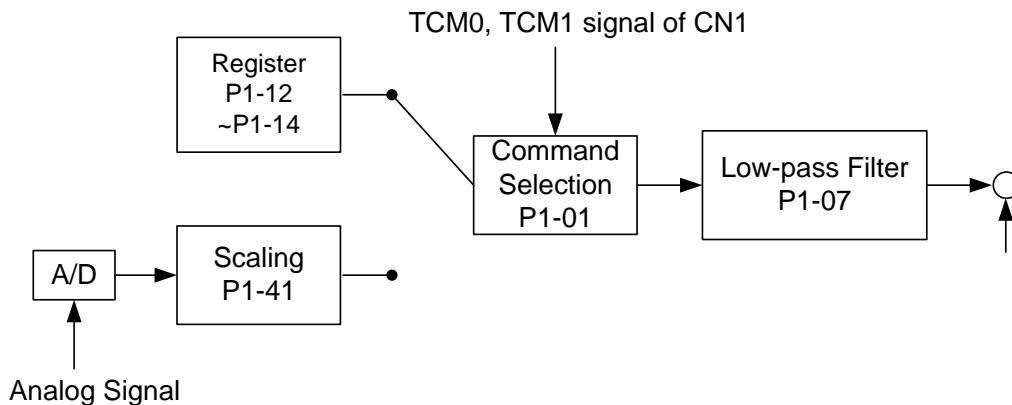 TCM0, TCM1 signal of CN1
Register
P1-12
~P1-14
Command
Selection
P1-01
Low-pass Filter
P1-07
A/D
Scaling
P1-41
Analog Signal